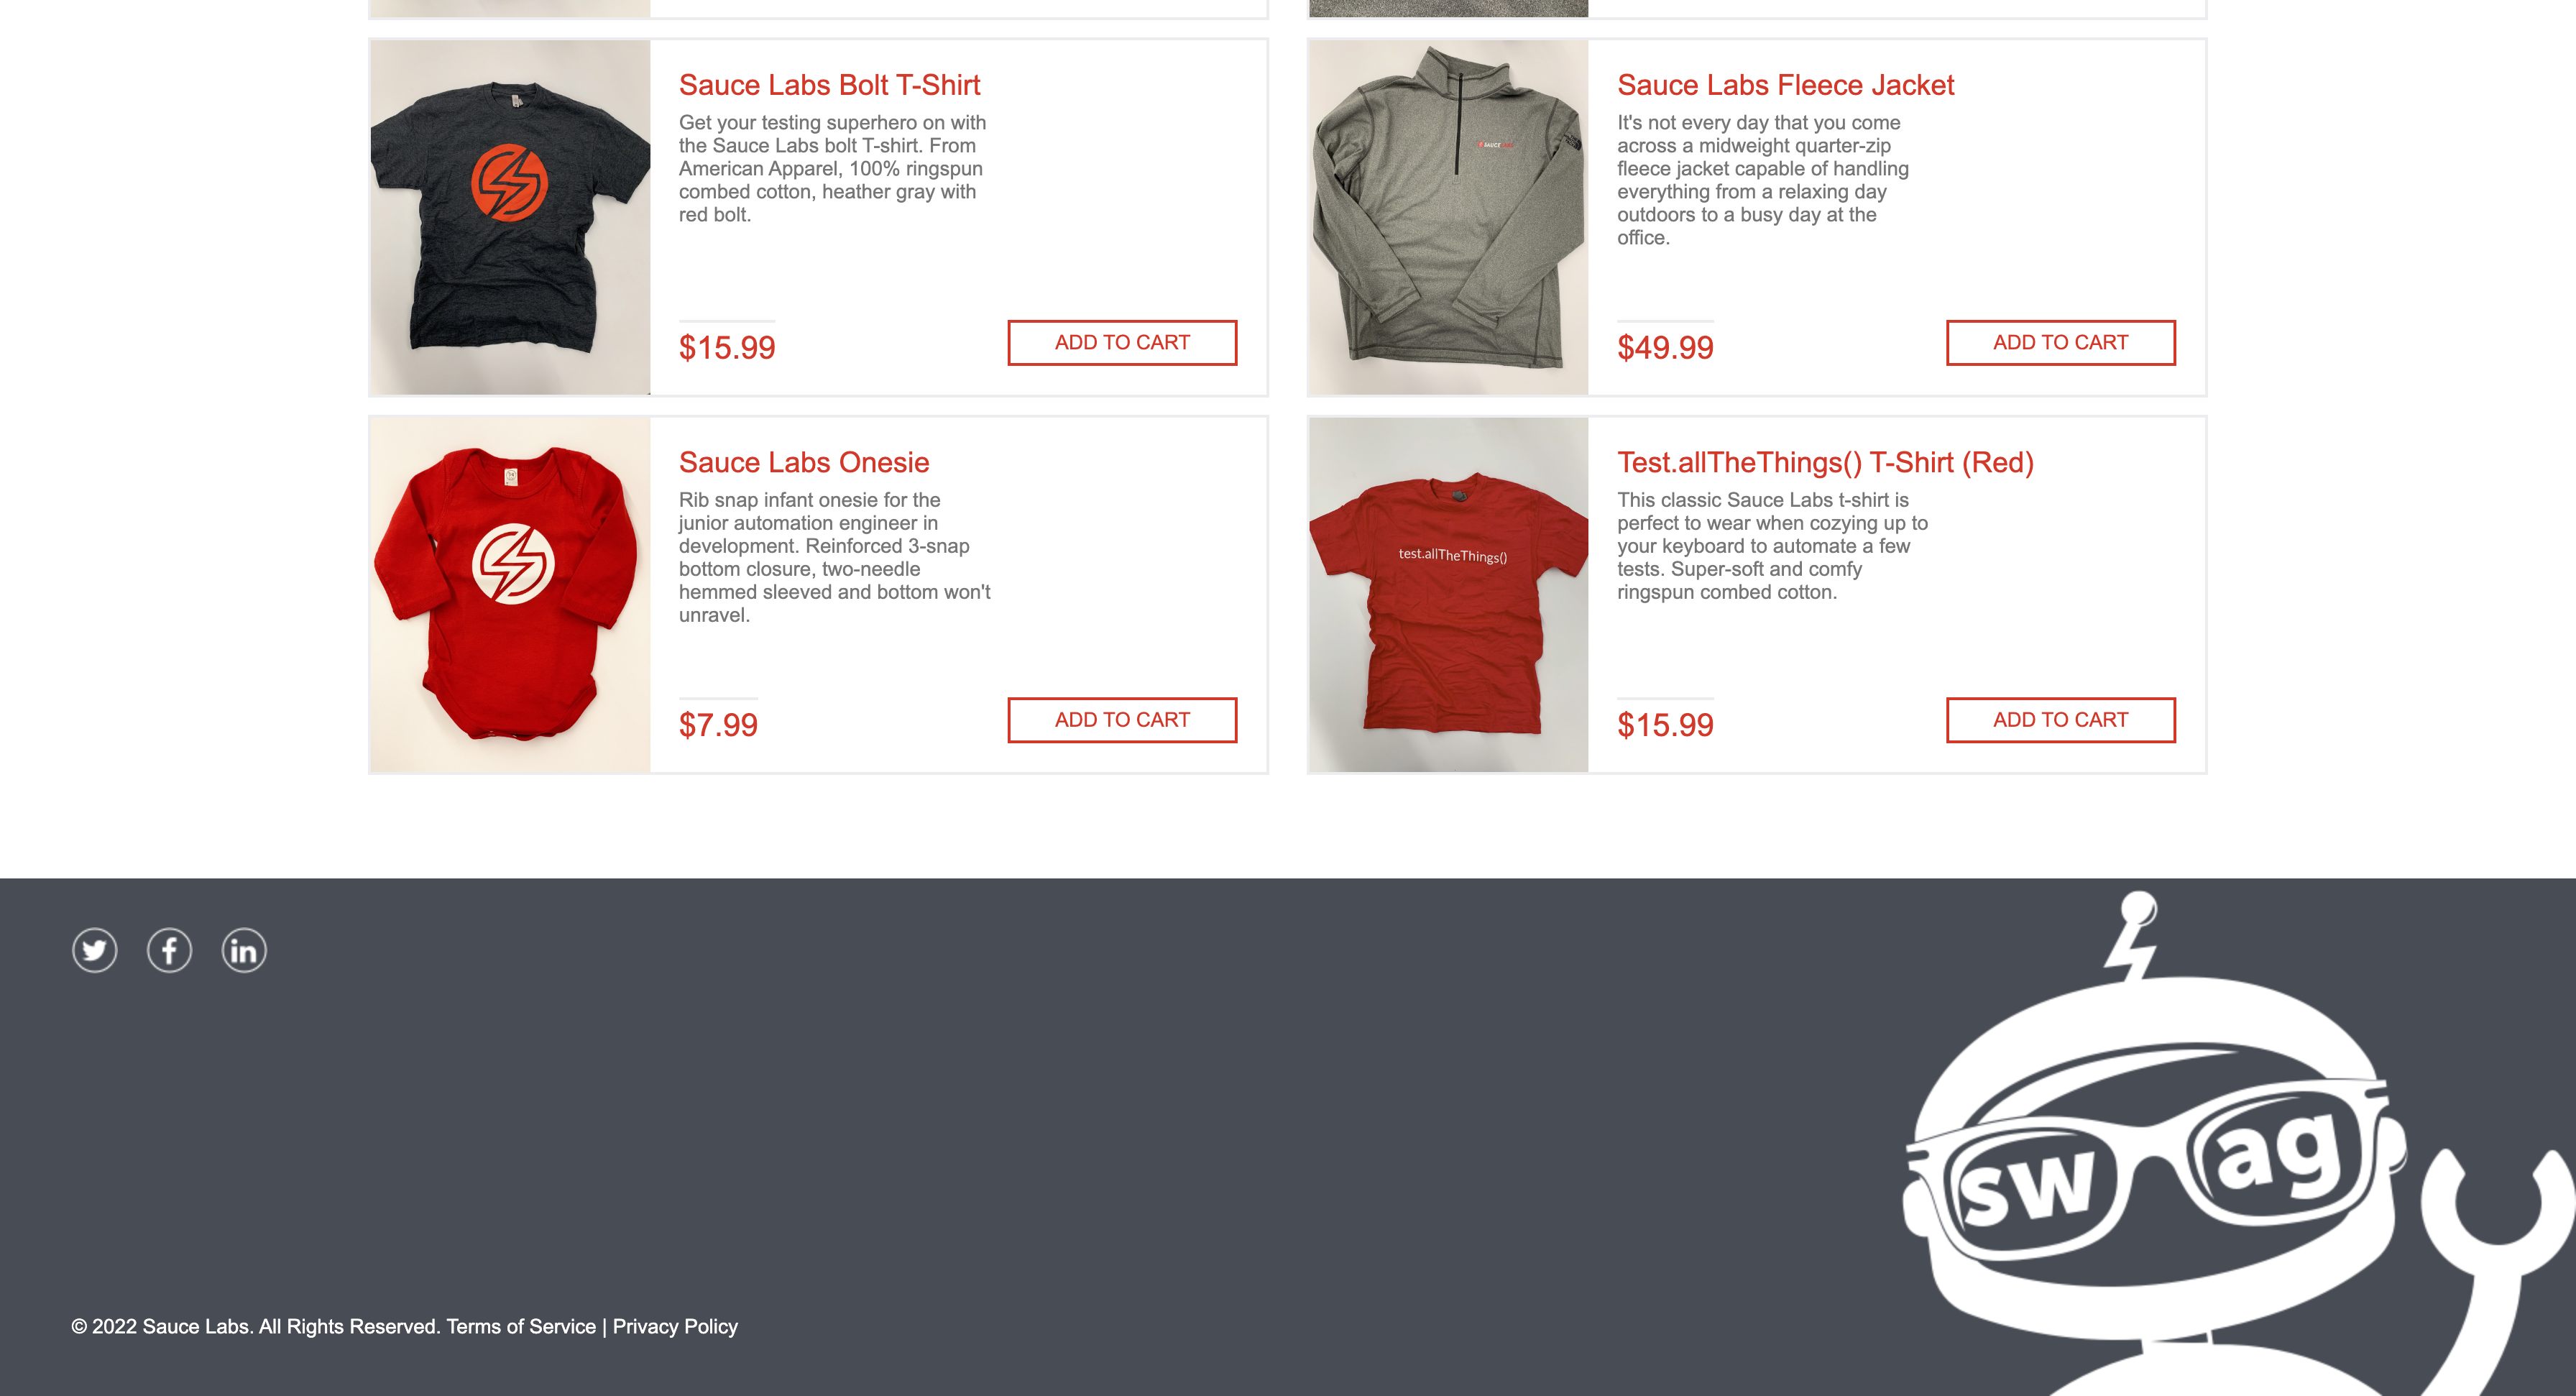 Sauce Labs Bolt T-Shirt
Get your testing superhero on with
the Sauce Labs bolt T-shirt. From
American Apparel, 100% ringspun
combed cotton, heather gray with
red bolt.
$15.99
ADD TO CART
Sauce Labs Fleece Jacket
It's not every day that you come
across a midweight quarter-zip
fleece jacket capable of handling
everything from a relaxing day
outdoors to a busy day at the
office.
SAUCE LABS
$49.99
ADD TO CART
Sauce Labs Onesie
Rib snap infant onesie for the
junior automation engineer in
development. Reinforced 3-snap
bottom closure, two-needle
hemmed sleeved and bottom won't
unravel.
$7.99
ADD TO CART
test.allTheThings()
Test.allTheThings() T-Shirt (Red)
This classic Sauce Labs t-shirt is
perfect to wear when cozying up to
your keyboard to automate a few
tests. Super-soft and comfy
ringspun combed cotton.
$15.99
ADD TO CART
in
swag
© 2022 Sauce Labs. All Rights Reserved. Terms of Service | Privacy Policy